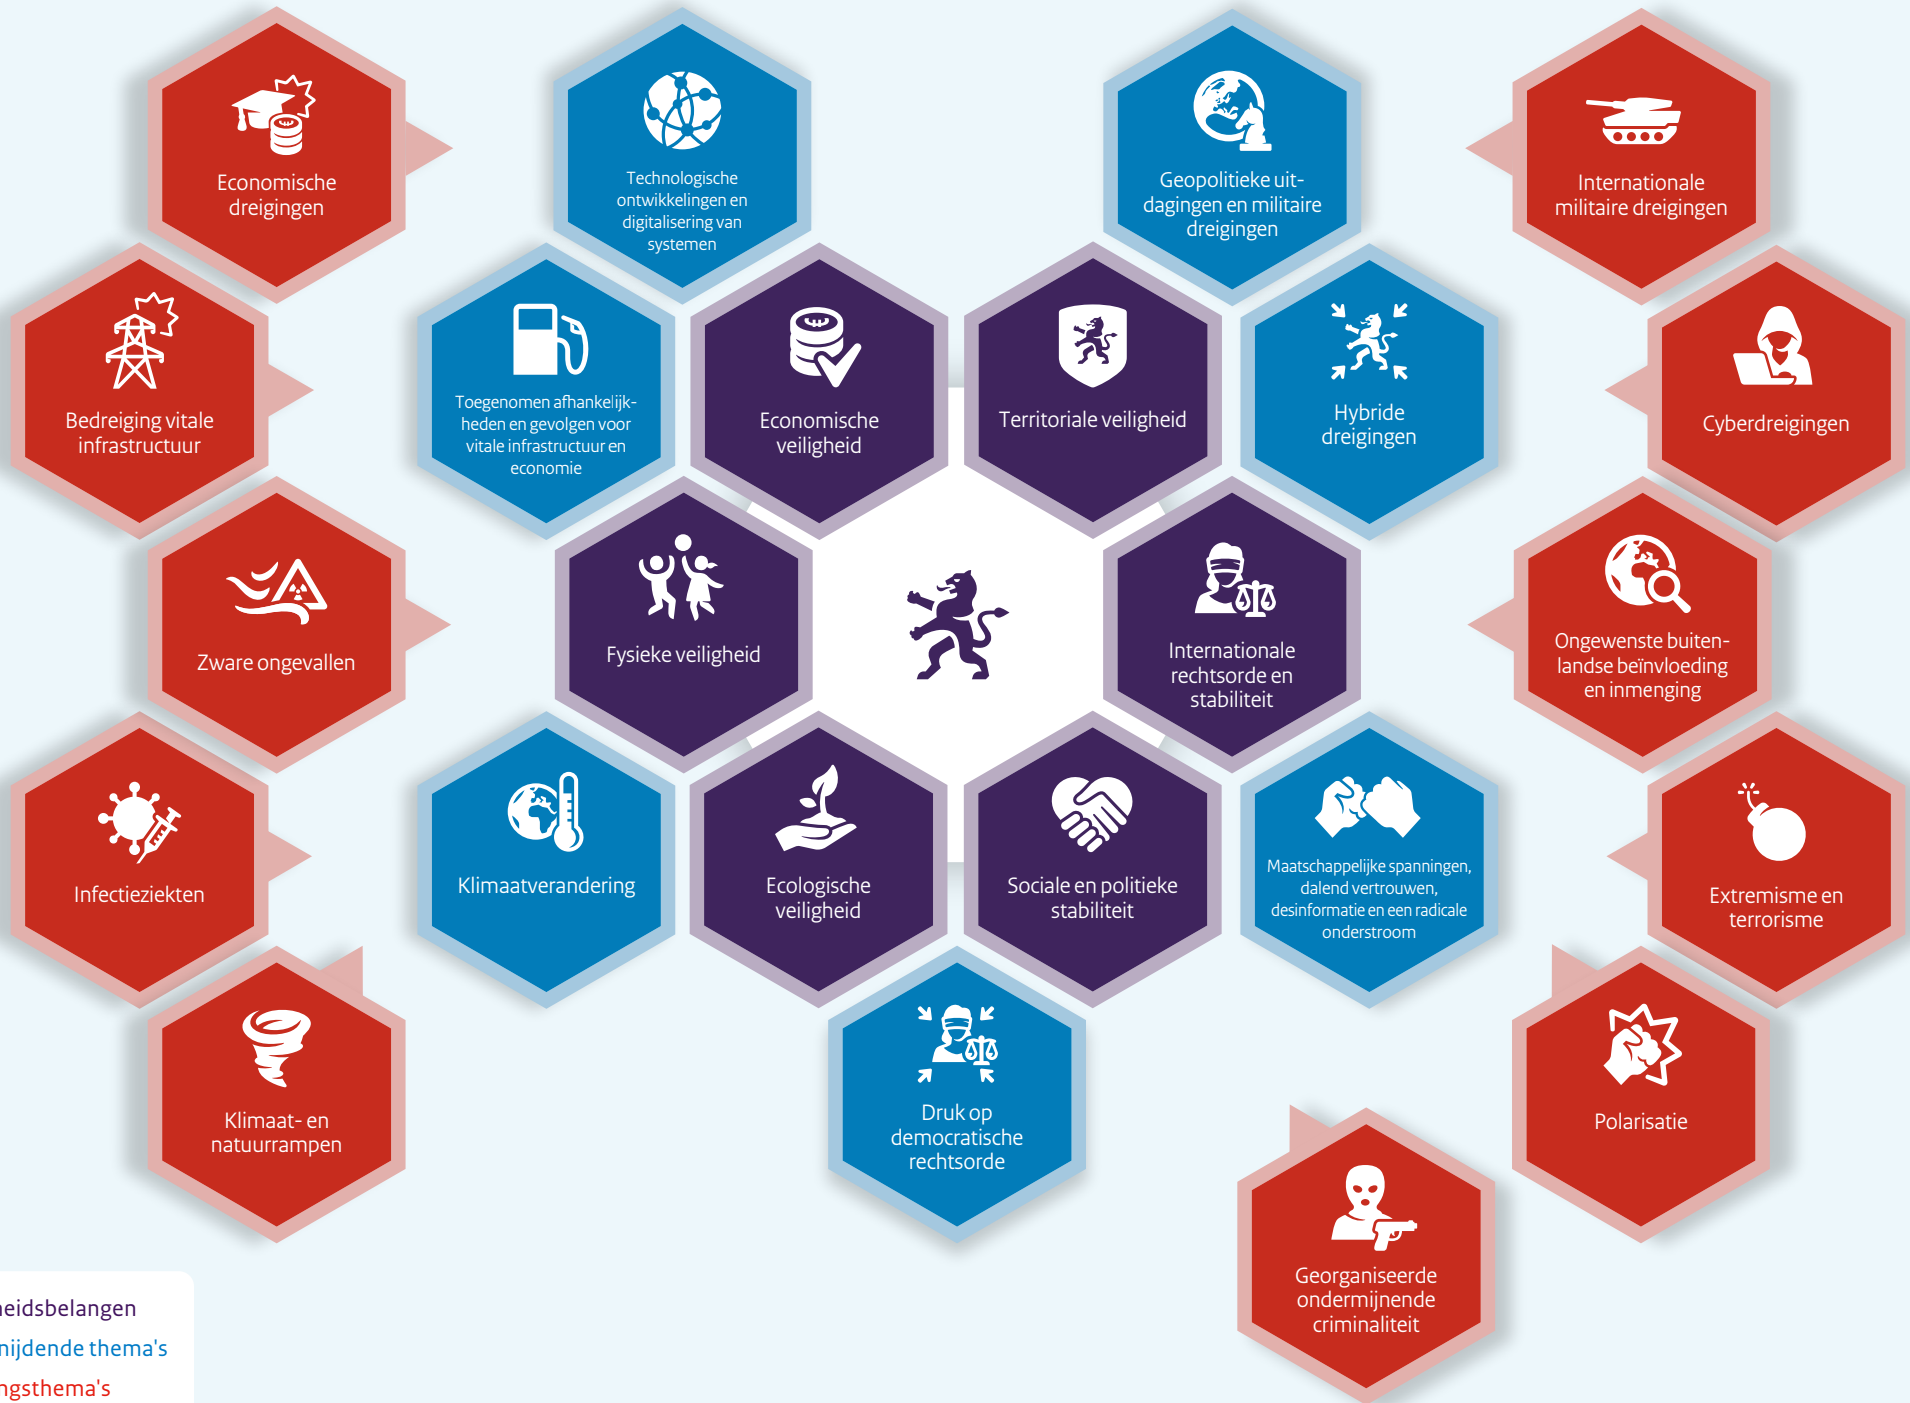 Economische
dreigingen
Technologische
ontwikkelingen en
digitalisering van
systemen
Geopolitieke uit-
dagingen en militaire
dreigingen
Internationale
militaire dreigingen
Bedreiging vitale
infrastructuur
Toegenomen afhankelijk-
heden en gevolgen voor
vitale infrastructuur en
economie
Economische
veiligheid
Territoriale veiligheid
Hybride
dreigingen
Cyberdreigingen
Zware ongevallen
Fysieke veiligheid
Internationale
rechtsorde en
stabiliteit
Ongewenste buiten-
landse beïnvloeding
en inmenging
Infectieziekten
Klimaatverandering
Ecologische
veiligheid
Sociale en politieke
stabiliteit
Maatschappelijke spanningen,
dalend vertrouwen,
desinformatie en een radicale
onderstroom
Extremisme en
terrorisme
Klimaat- en
natuurrampen
Druk op
democratische
rechtsorde
Polarisatie
Georganiseerde
ondermijnende
criminaliteit
eidsbelangen
nijdende thema's
ngsthema's